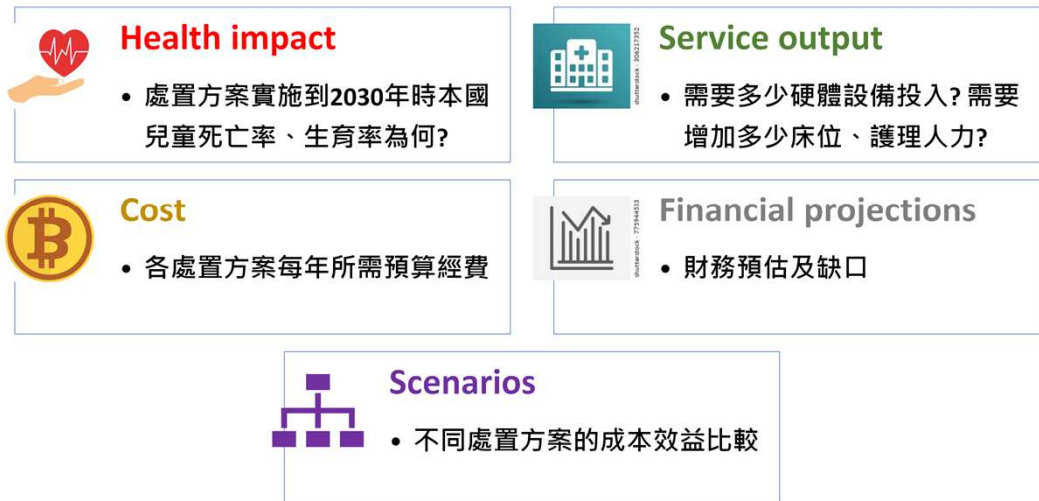 Health impact
• 處置方案實施到2030年時本國
兒童死亡率、生育率為何?
Service output
• 需要多少硬體設備投入? 需要
增加多少床位、護理人力?
shutterstock · 306217352
Cost
• 各處置方案每年所需預算經費
Financial projections
• 財務預估及缺口
shutterstock · 775944513
Scenarios
• 不同處置方案的成本效益比較